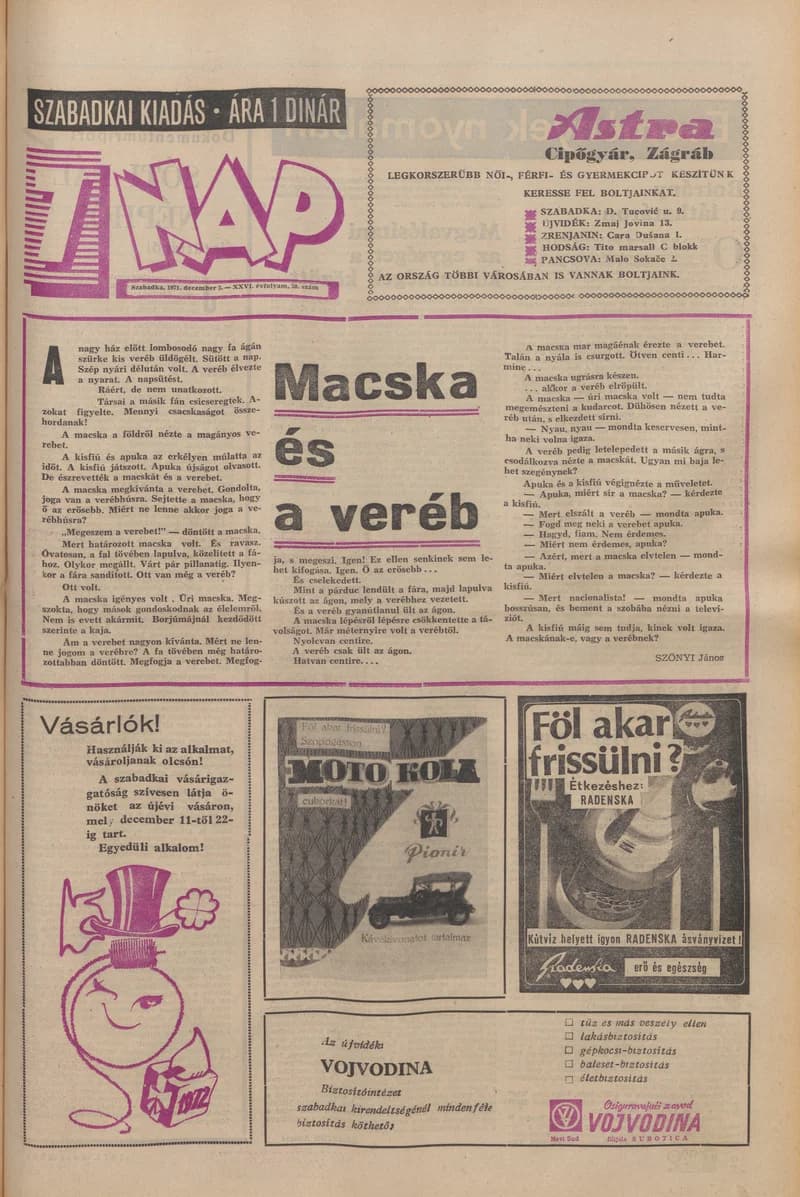 SZABADKAI KIADÁS • ÁRA 1 DINÁR
7 NAP
Szabadka, 1971. december 3. — XXVI. évfolyam, 50. szám
Astra
Cipőgyár, Zágráb
LEGKORSZERÜBB NŐI-, FÉRFI- ÉS GYERMEKCIPŐT KÉSZÍTÜNK
KERESSE FEL BOLTJAINKAT.
SZABADKA: D. Tucović u. 9.
ÚJVIDÉK: Zmaj Jovina 13.
ZRENJANIN: Cara Dušana 1.
HODSÁG: Tito marsall C blokk
PANCSOVA: Malo Sokače 2.
AZ ORSZÁG TÖBBI VÁROSÁBAN IS VANNAK BOLTJAINK.
Macska
és
a veréb
A nagy ház előtt lombosodó nagy fa ágán
szürke kis veréb üldögélt. Sütött a nap.
Szép nyári délután volt. A veréb élvezte
a nyarat. A napsütést.
Ráért, de nem unatkozott.
Társai a másik fán csicseregtek. A-
zokat figyelte. Mennyi csacskaságot össze-
hordanak!
A macska a földről nézte a magányos ve-
rebet.
A kisfiú és apuka az erkélyen múlatta az
időt. A kisfiú játszott. Apuka újságot olvasott.
De észrevették a macskát és a verebet.
A macska megkívánta a verebet. Gondolta,
joga van a verébhúsra. Sejtette a macska, hogy
ő az erősebb. Miért ne lenne akkor joga a ve-
rébhúsra?
„Megeszem a verebet!” — döntött a macska.
Mert határozott macska volt. És ravasz.
Óvatosan, a fal tövében lapulva, közelített a fá-
hoz. Olykor megállt. Várt pár pillanatig. Ilyen-
kor a fára sandított. Ott van még a veréb?
Ott volt.
A macska igényes volt. Úri macska. Meg-
szokta, hogy mások gondoskodnak az élelemről.
Nem is evett akármit. Borjúmájnál kezdődött
szerinte a kaja.
Ám a verebet nagyon kívánta. Mért ne len-
ne jogom a verébre? A fa tövében még határo-
zottabban döntött. Megfogja a verebet. Megfog-
ja, s megeszi. Igen! Ez ellen senkinek sem le-
het kifogása. Igen. Ő az erősebb . . .
És cselekedett.
Mint a párduc lendült a fára, majd lapulva
kúszott az ágon, mely a verébhez vezetett.
És a veréb gyanútlanul ült az ágon.
A macska lépésről lépésre csökkentette a tá-
volságot. Már méternyire volt a verébtől.
Nyolcvan centire.
A veréb csak ült az ágon.
Hatvan centire. . . .
A macska már magáénak érezte a verebet.
Talán a nyála is csurgott. Ötven centi . . . Har-
minc . . .
A macska ugrásra készen.
. . . akkor a veréb elröpült.
A macska — úri macska volt — nem tudta
megemészteni a kudarcot. Dühösen nézett a ve-
réb után, s elkezdett sírni.
— Nyau, nyau — mondta keservesen, mint-
ha neki volna igaza.
A veréb pedig letelepedett a másik ágra, s
csodálkozva nézte a macskát. Ugyan mi baja le-
het szegénynek?
Apuka és a kisfiú végignézte a műveletet.
— Apuka, miért sír a macska? — kérdezte
a kisfiú.
— Mert elszált a veréb — mondta apuka.
— Fogd meg neki a verebet apuka.
— Hagyd, fiam. Nem érdemes.
— Miért nem érdemes, apuka?
— Azért, mert a macska elvtelen — mond-
ta apuka.
— Miért elvtelen a macska? — kérdezte a
kisfiú.
— Mert nacionalista! — mondta apuka
bosszúsan, és bement a szobába nézni a televi-
ziót.
A kisfiú máig sem tudja, kinek volt igaza.
A macskának-e, vagy a verébnek?
SZŐNYI János
Vásárlók!
Használják ki az alkalmat,
vásároljanak olcsón!
A szabadkai vásárigaz-
gatóság szívesen látja ö-
nöket az újévi vásáron,
mely december 11-től 22-
ig tart.
Egyedüli alkalom!
1972
Föl akar frissülni?
Szopogasson
MOTO KOLA
cukorkát!
Pionir
Kávékivonatot tartalmaz
Föl akar
frissülni?
Étkezéshez:
RADENSKA
Kútvíz helyett igyon RADENSKA ásványvizet!
Radenska
erő és egészség
Az újvidéki
VOJVODINA
Biztosítóintézet
szabadkai kirendeltségénél mindenféle
biztosítás köthető:
tűz és más veszély ellen
lakásbiztosítás
gépkocsi-biztosítás
baleset-biztosítás
életbiztosítás
Osiguravajući zavod
VOJVODINA
Novi Sad filijala SUBOTICA